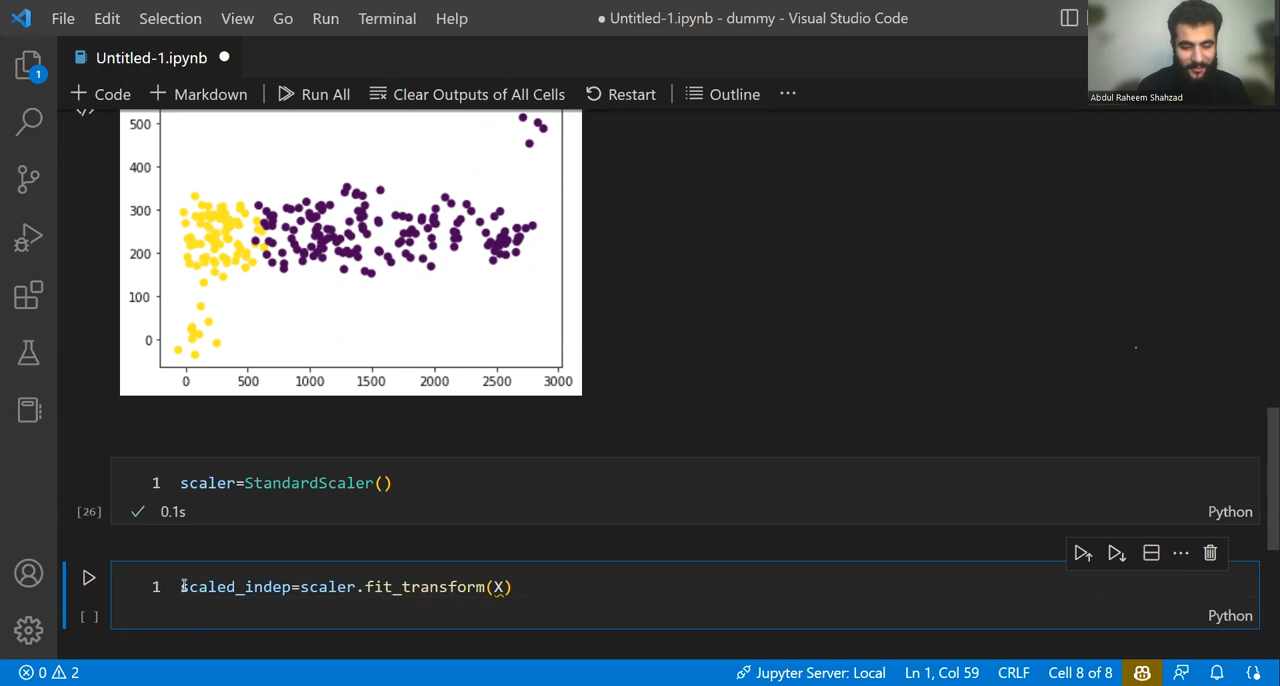 File Edit Selection View Go Run Terminal Help
● Untitled-1.ipynb - dummy - Visual Studio Code
Untitled-1.ipynb
1
Code Markdown Run All Clear Outputs of All Cells Restart Outline ...
Abdul Raheem Shahzad
500
400
300
200
100
0
0 500 1000 1500 2000 2500 3000
1 scaler=StandardScaler()
[26] 0.1s Python
1 scaled_indep=scaler.fit_transform(X)
[ ] Python
0 2 Jupyter Server: Local Ln 1, Col 59 CRLF Cell 8 of 8